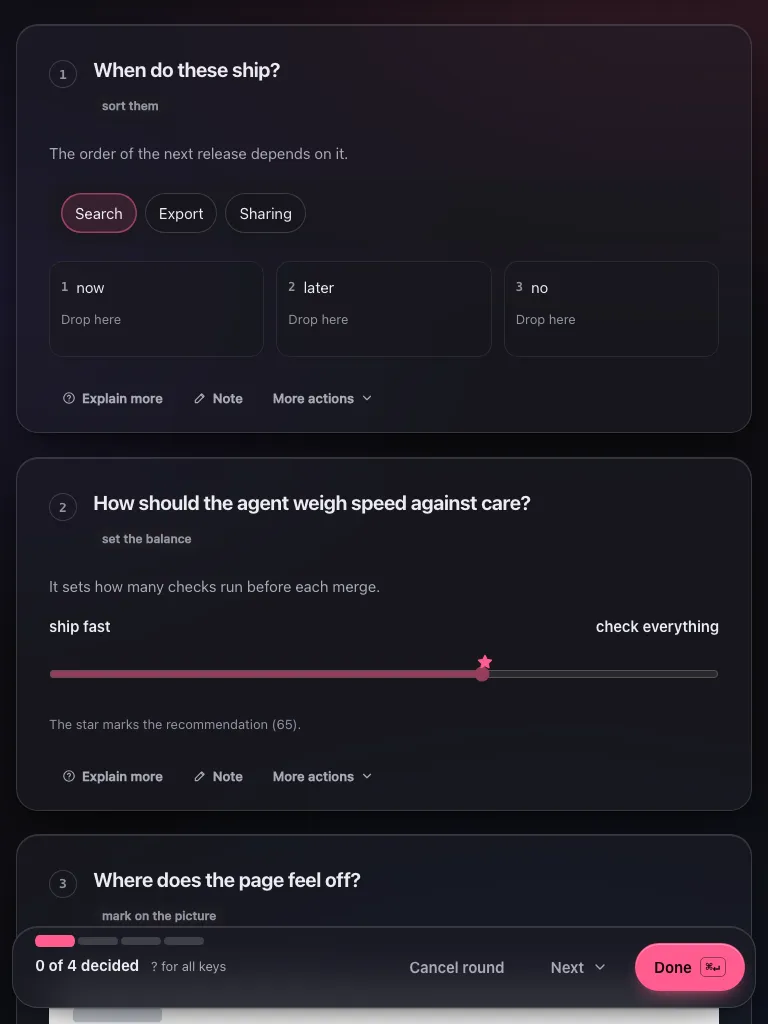 1 When do these ship?
sort them
The order of the next release depends on it.
Search Export Sharing
1 now 2 later 3 no
Drop here Drop here Drop here
Explain more Note More actions
2 How should the agent weigh speed against care?
set the balance
It sets how many checks run before each merge.
ship fast check everything
The star marks the recommendation (65).
Explain more Note More actions
3 Where does the page feel off?
mark on the picture
0 of 4 decided ? for all keys Cancel round Next Done ⌘↵